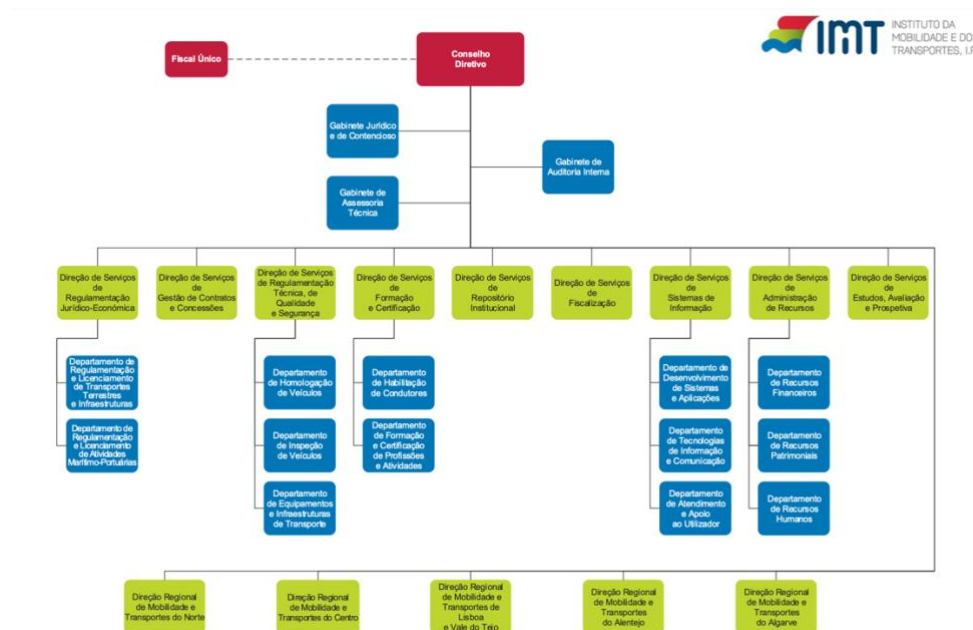 IMT
INSTITUTO DA
MOBILIDADE E DOS
TRANSPORTES, I.P.
Fiscal Único
Conselho
Diretivo
Gabinete Jurídico
e de Contencioso
Gabinete de
Auditoria Interna
Gabinete de
Assessoria
Técnica
Direção de Serviços
de
Regulamentação
Jurídico-Económica
Direção de Serviços
de
Gestão de Contratos
e Concessões
Direção de Serviços
de Regulamentação
Técnica, de
Qualidade
e Segurança
Direção de Serviços
de
Formação
e Certificação
Direção de Serviços
de
Repositório
Institucional
Direção de Serviços
de
Fiscalização
Direção de Serviços
de
Sistemas de
Informação
Direção de Serviços
de
Administração
de Recursos
Direção de Serviços
de
Estudos, Avaliação
e Prospetiva
Departamento de
Regulamentação
e Licenciamento
de Transportes
Terrestres
e Infraestruturas
Departamento
de Homologação
de Veículos
Departamento
de Habilitação
de Condutores
Departamento de
Desenvolvimento
de Sistemas
e Aplicações
Departamento
de Recursos
Financeiros
Departamento de
Regulamentação
e Licenciamento
de Atividades
Marítimo-Portuárias
Departamento
de Inspeção
de Veículos
Departamento
de Formação
e Certificação
de Profissões
e Atividades
Departamento
de Tecnologias
de Informação
e Comunicação
Departamento
de Recursos
Patrimoniais
Departamento
de Equipamentos
e Infraestruturas
de Transporte
Departamento
de Atendimento
e Apoio
ao Utilizador
Departamento
de Recursos
Humanos
Direção Regional
de Mobilidade e
Transportes do Norte
Direção Regional
de Mobilidade e
Transportes do Centro
Direção Regional
de Mobilidade e
Transportes de
Lisboa
e Vale do Tejo
Direção Regional
de Mobilidade e
Transportes
do Alentejo
Direção Regional
de Mobilidade e
Transportes
do Algarve